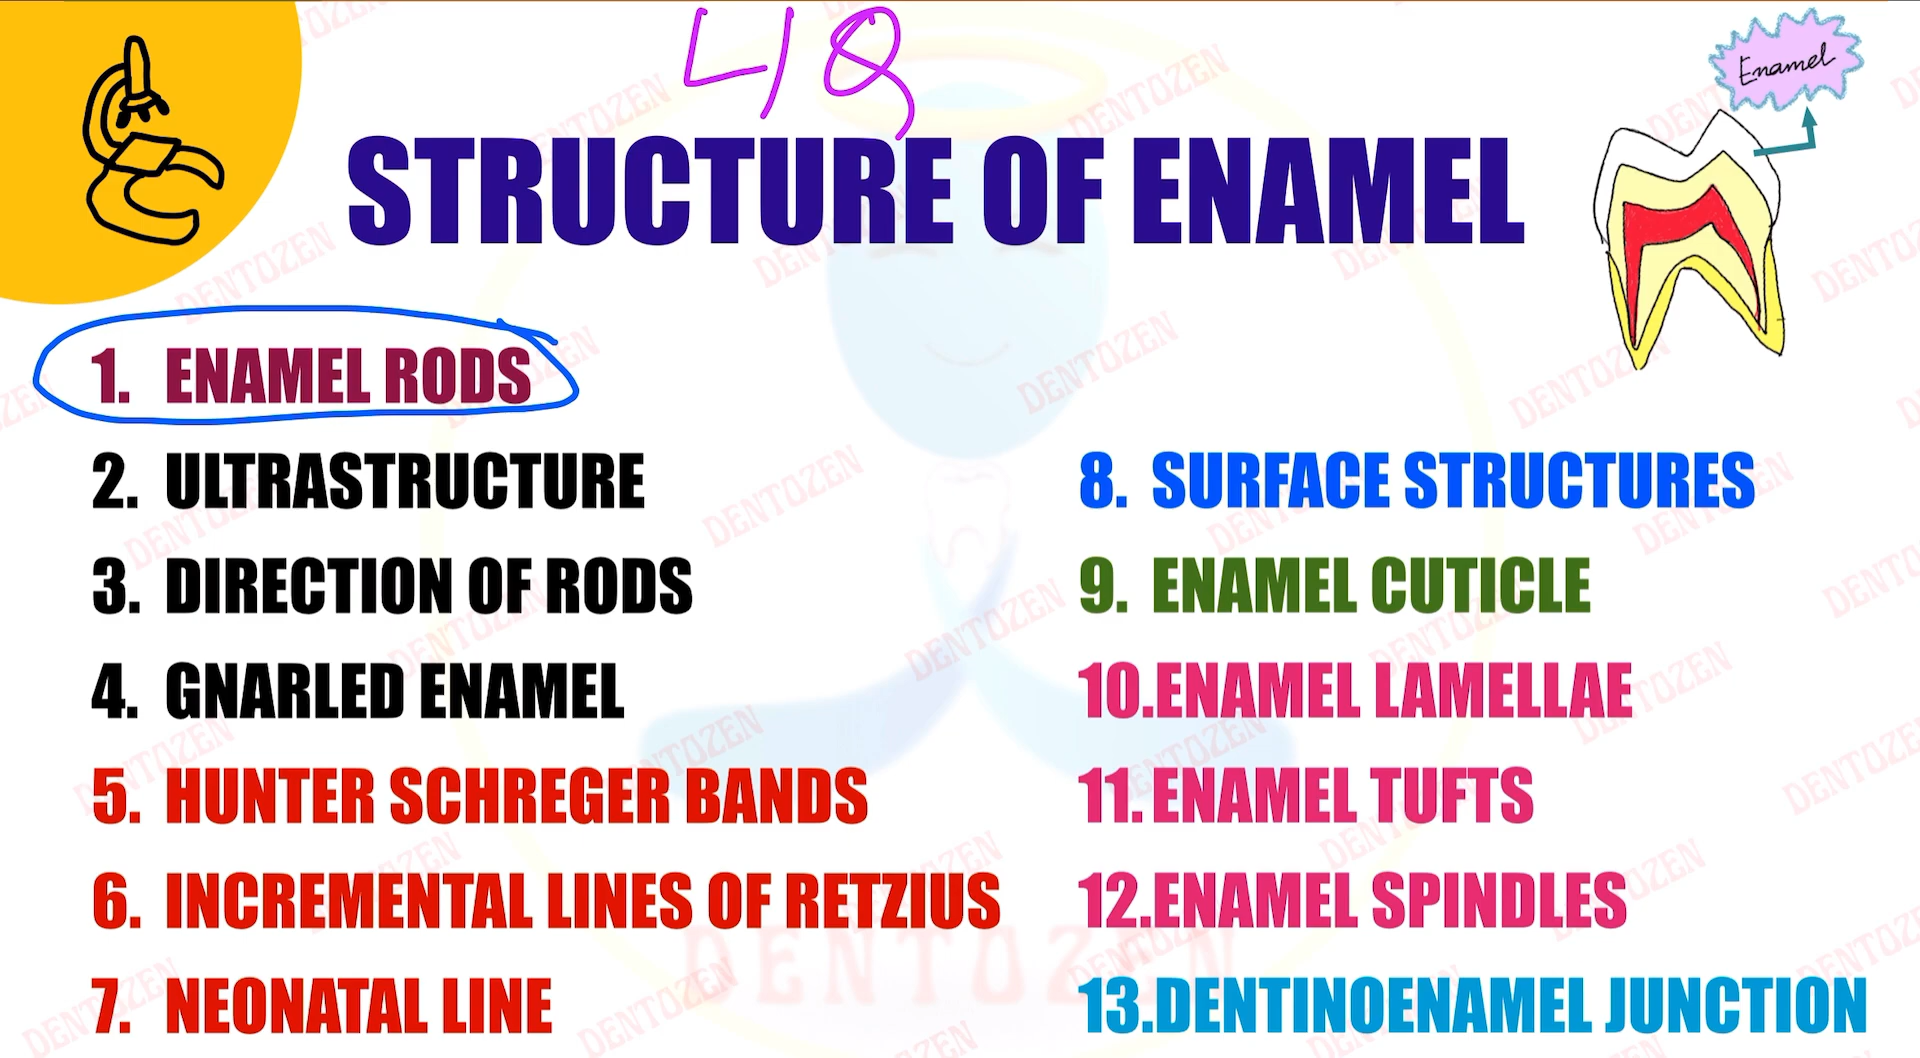 L/Q
Enamel
STRUCTURE OF ENAMEL
1. ENAMEL RODS
2. ULTRASTRUCTURE
3. DIRECTION OF RODS
4. GNARLED ENAMEL
5. HUNTER SCHREGER BANDS
6. INCREMENTAL LINES OF RETZIUS
7. NEONATAL LINE
8. SURFACE STRUCTURES
9. ENAMEL CUTICLE
10.ENAMEL LAMELLAE
11. ENAMEL TUFTS
12.ENAMEL SPINDLES
13.DENTINOENAMEL JUNCTION
DENTOZEN